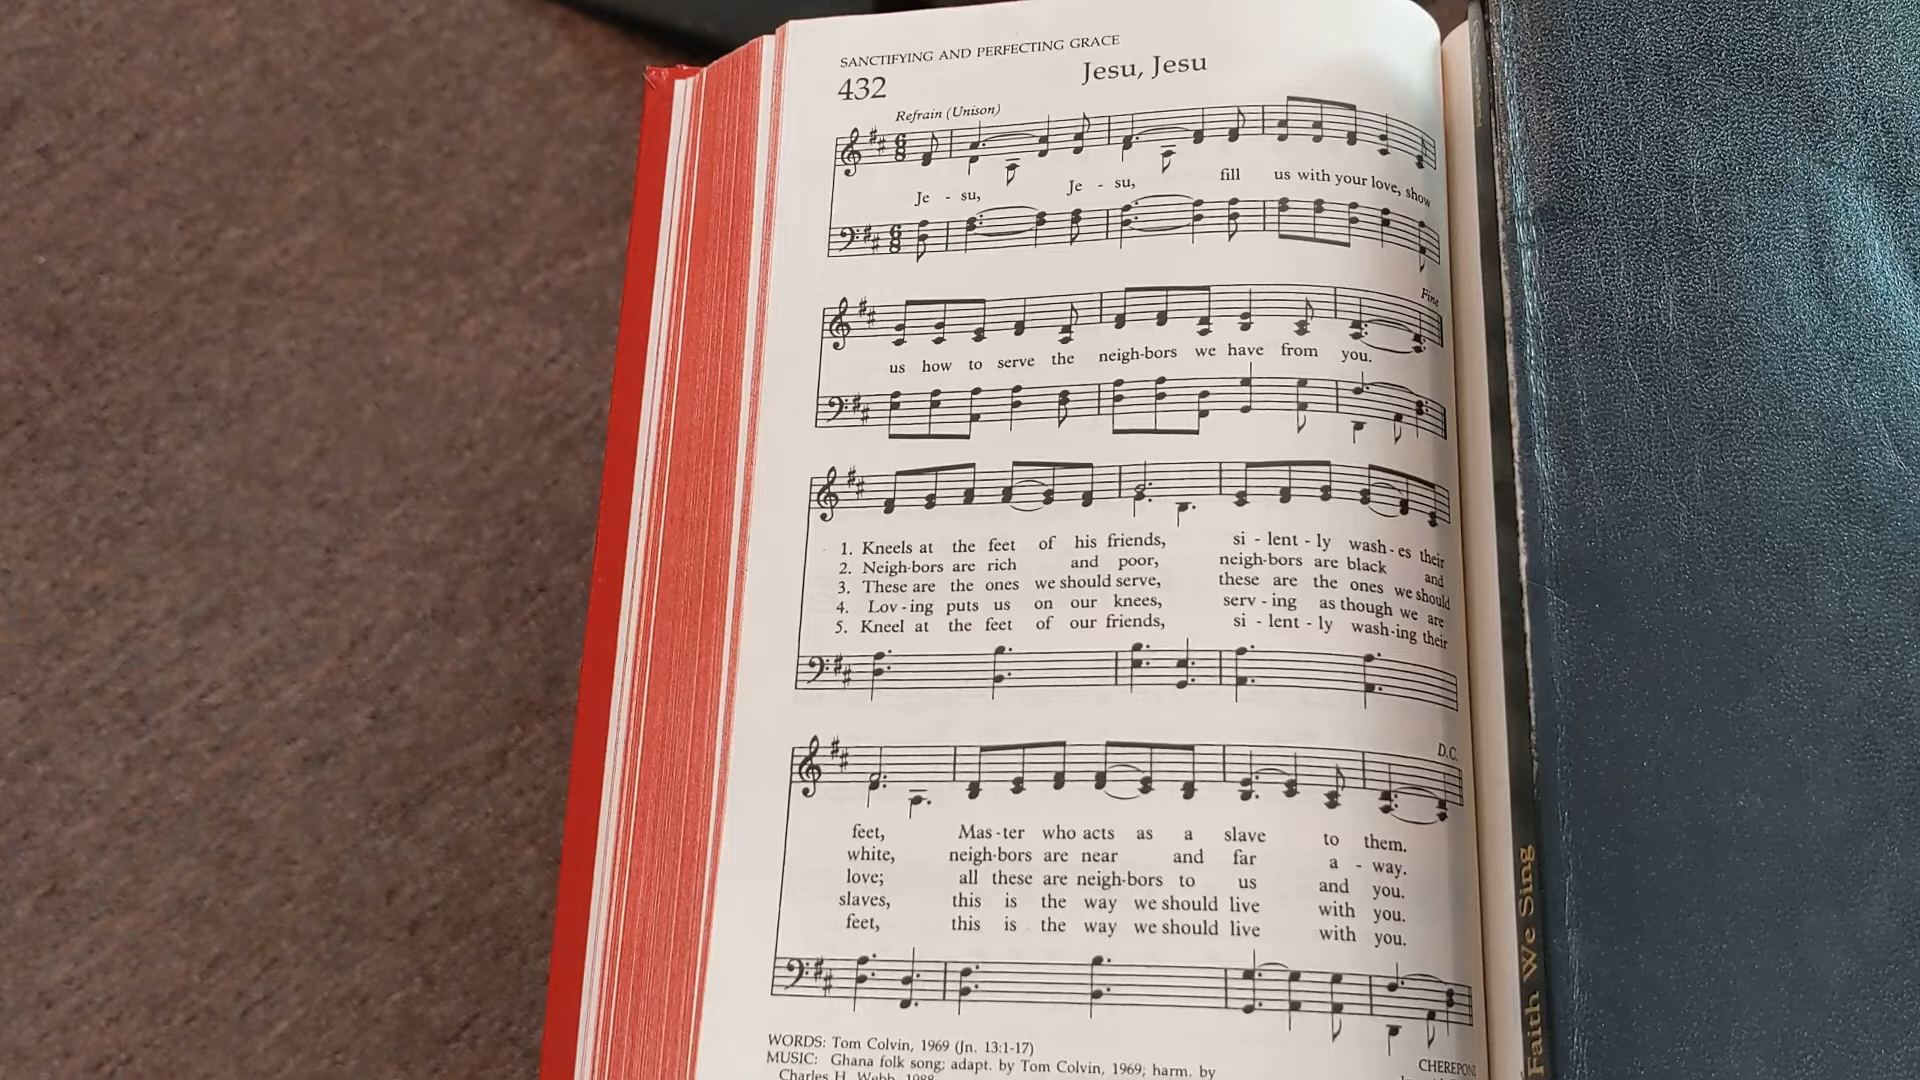 SANCTIFYING AND PERFECTING GRACE
432 Jesu, Jesu
Refrain (Unison)
Je - su, Je - su, fill us with your love, show
Fine
us how to serve the neigh-bors we have from you.
1. Kneels at the feet of his friends, si - lent - ly wash - es their
2. Neigh-bors are rich and poor, neigh-bors are black and
3. These are the ones we should serve, these are the ones we should
4. Lov - ing puts us on our knees, serv - ing as though we are
5. Kneel at the feet of our friends, si - lent - ly wash-ing their
D.C.
feet, Mas - ter who acts as a slave to them.
white, neigh-bors are near and far a - way.
love; all these are neigh-bors to us and you.
slaves, this is the way we should live with you.
feet, this is the way we should live with you.
WORDS: Tom Colvin, 1969 (Jn. 13:1-17)
MUSIC: Ghana folk song; adapt. by Tom Colvin, 1969; harm. by
Charles H. Webb, 1988
CHEREPONI
Faith We Sing